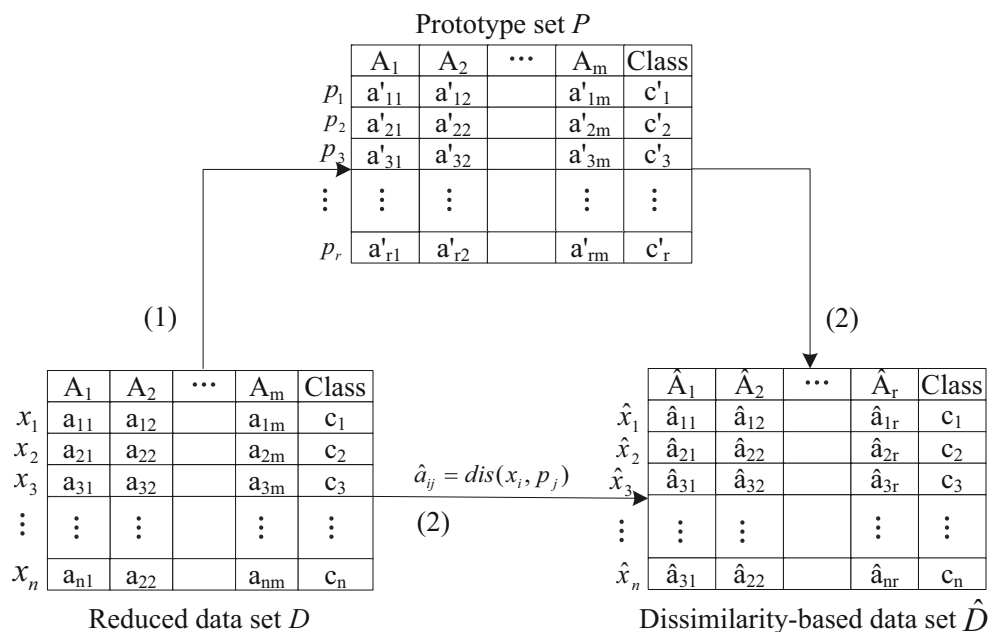 Prototype set P
A₁ A₂ ⋯ Aₘ Class
p₁ a'₁₁ a'₁₂ a'₁ₘ c'₁
p₂ a'₂₁ a'₂₂ a'₂ₘ c'₂
p₃ a'₃₁ a'₃₂ a'₃ₘ c'₃
⋮ ⋮ ⋮ ⋮ ⋮
pᵣ a'ᵣ₁ a'ᵣ₂ a'ᵣₘ c'ᵣ
(1)
(2)
A₁ A₂ ⋯ Aₘ Class
x₁ a₁₁ a₁₂ a₁ₘ c₁
x₂ a₂₁ a₂₂ a₂ₘ c₂
x₃ a₃₁ a₃₂ a₃ₘ c₃
⋮ ⋮ ⋮ ⋮ ⋮
xₙ aₙ₁ a₂₂ aₙₘ cₙ
Reduced data set D
âᵢⱼ = dis(xᵢ, pⱼ)
(2)
Â₁ Â₂ ⋯ Âᵣ Class
x̂₁ â₁₁ â₁₂ â₁ᵣ c₁
x̂₂ â₂₁ â₂₂ â₂ᵣ c₂
x̂₃ â₃₁ â₃₂ â₃ᵣ c₃
⋮ ⋮ ⋮ ⋮ ⋮
x̂ₙ â₃₁ â₂₂ âₙᵣ cₙ
Dissimilarity-based data set D̂